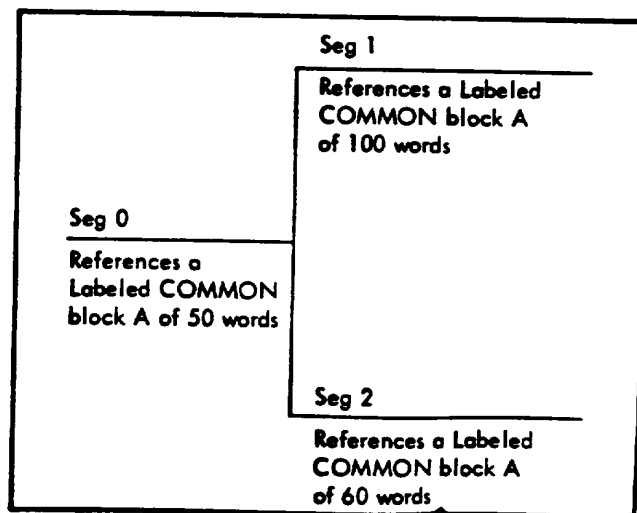 Seg 1
References a Labeled
COMMON block A
of 100 words
Seg 0
References a
Labeled COMMON
block A of 50 words
Seg 2
References a Labeled
COMMON block A
of 60 words